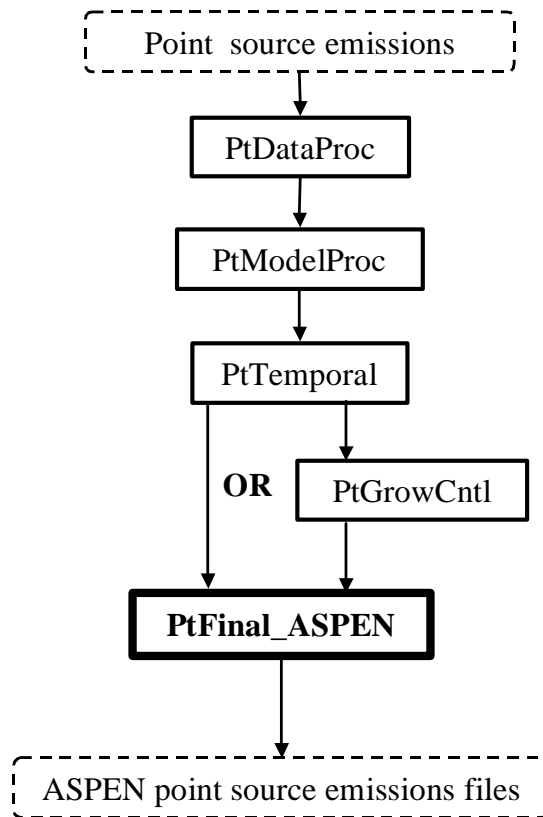 Point source emissions
PtDataProc
PtModelProc
PtTemporal
OR
PtGrowCntl
PtFinal_ASPEN
ASPEN point source emissions files